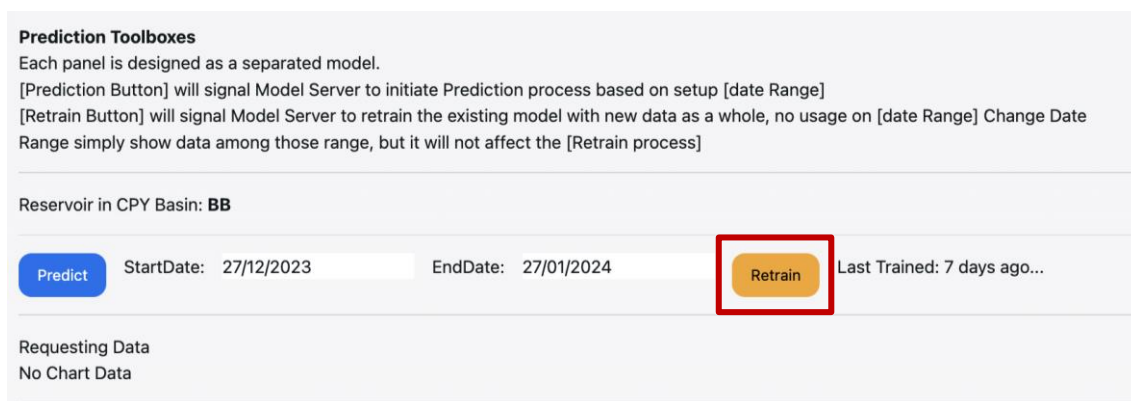 Prediction Toolboxes
Each panel is designed as a separated model.
[Prediction Button] will signal Model Server to initiate Prediction process based on setup [date Range]
[Retrain Button] will signal Model Server to retrain the existing model with new data as a whole, no usage on [date Range] Change Date
Range simply show data among those range, but it will not affect the [Retrain process]
Reservoir in CPY Basin: BB
Predict StartDate: 27/12/2023 EndDate: 27/01/2024 Retrain Last Trained: 7 days ago...
Requesting Data
No Chart Data